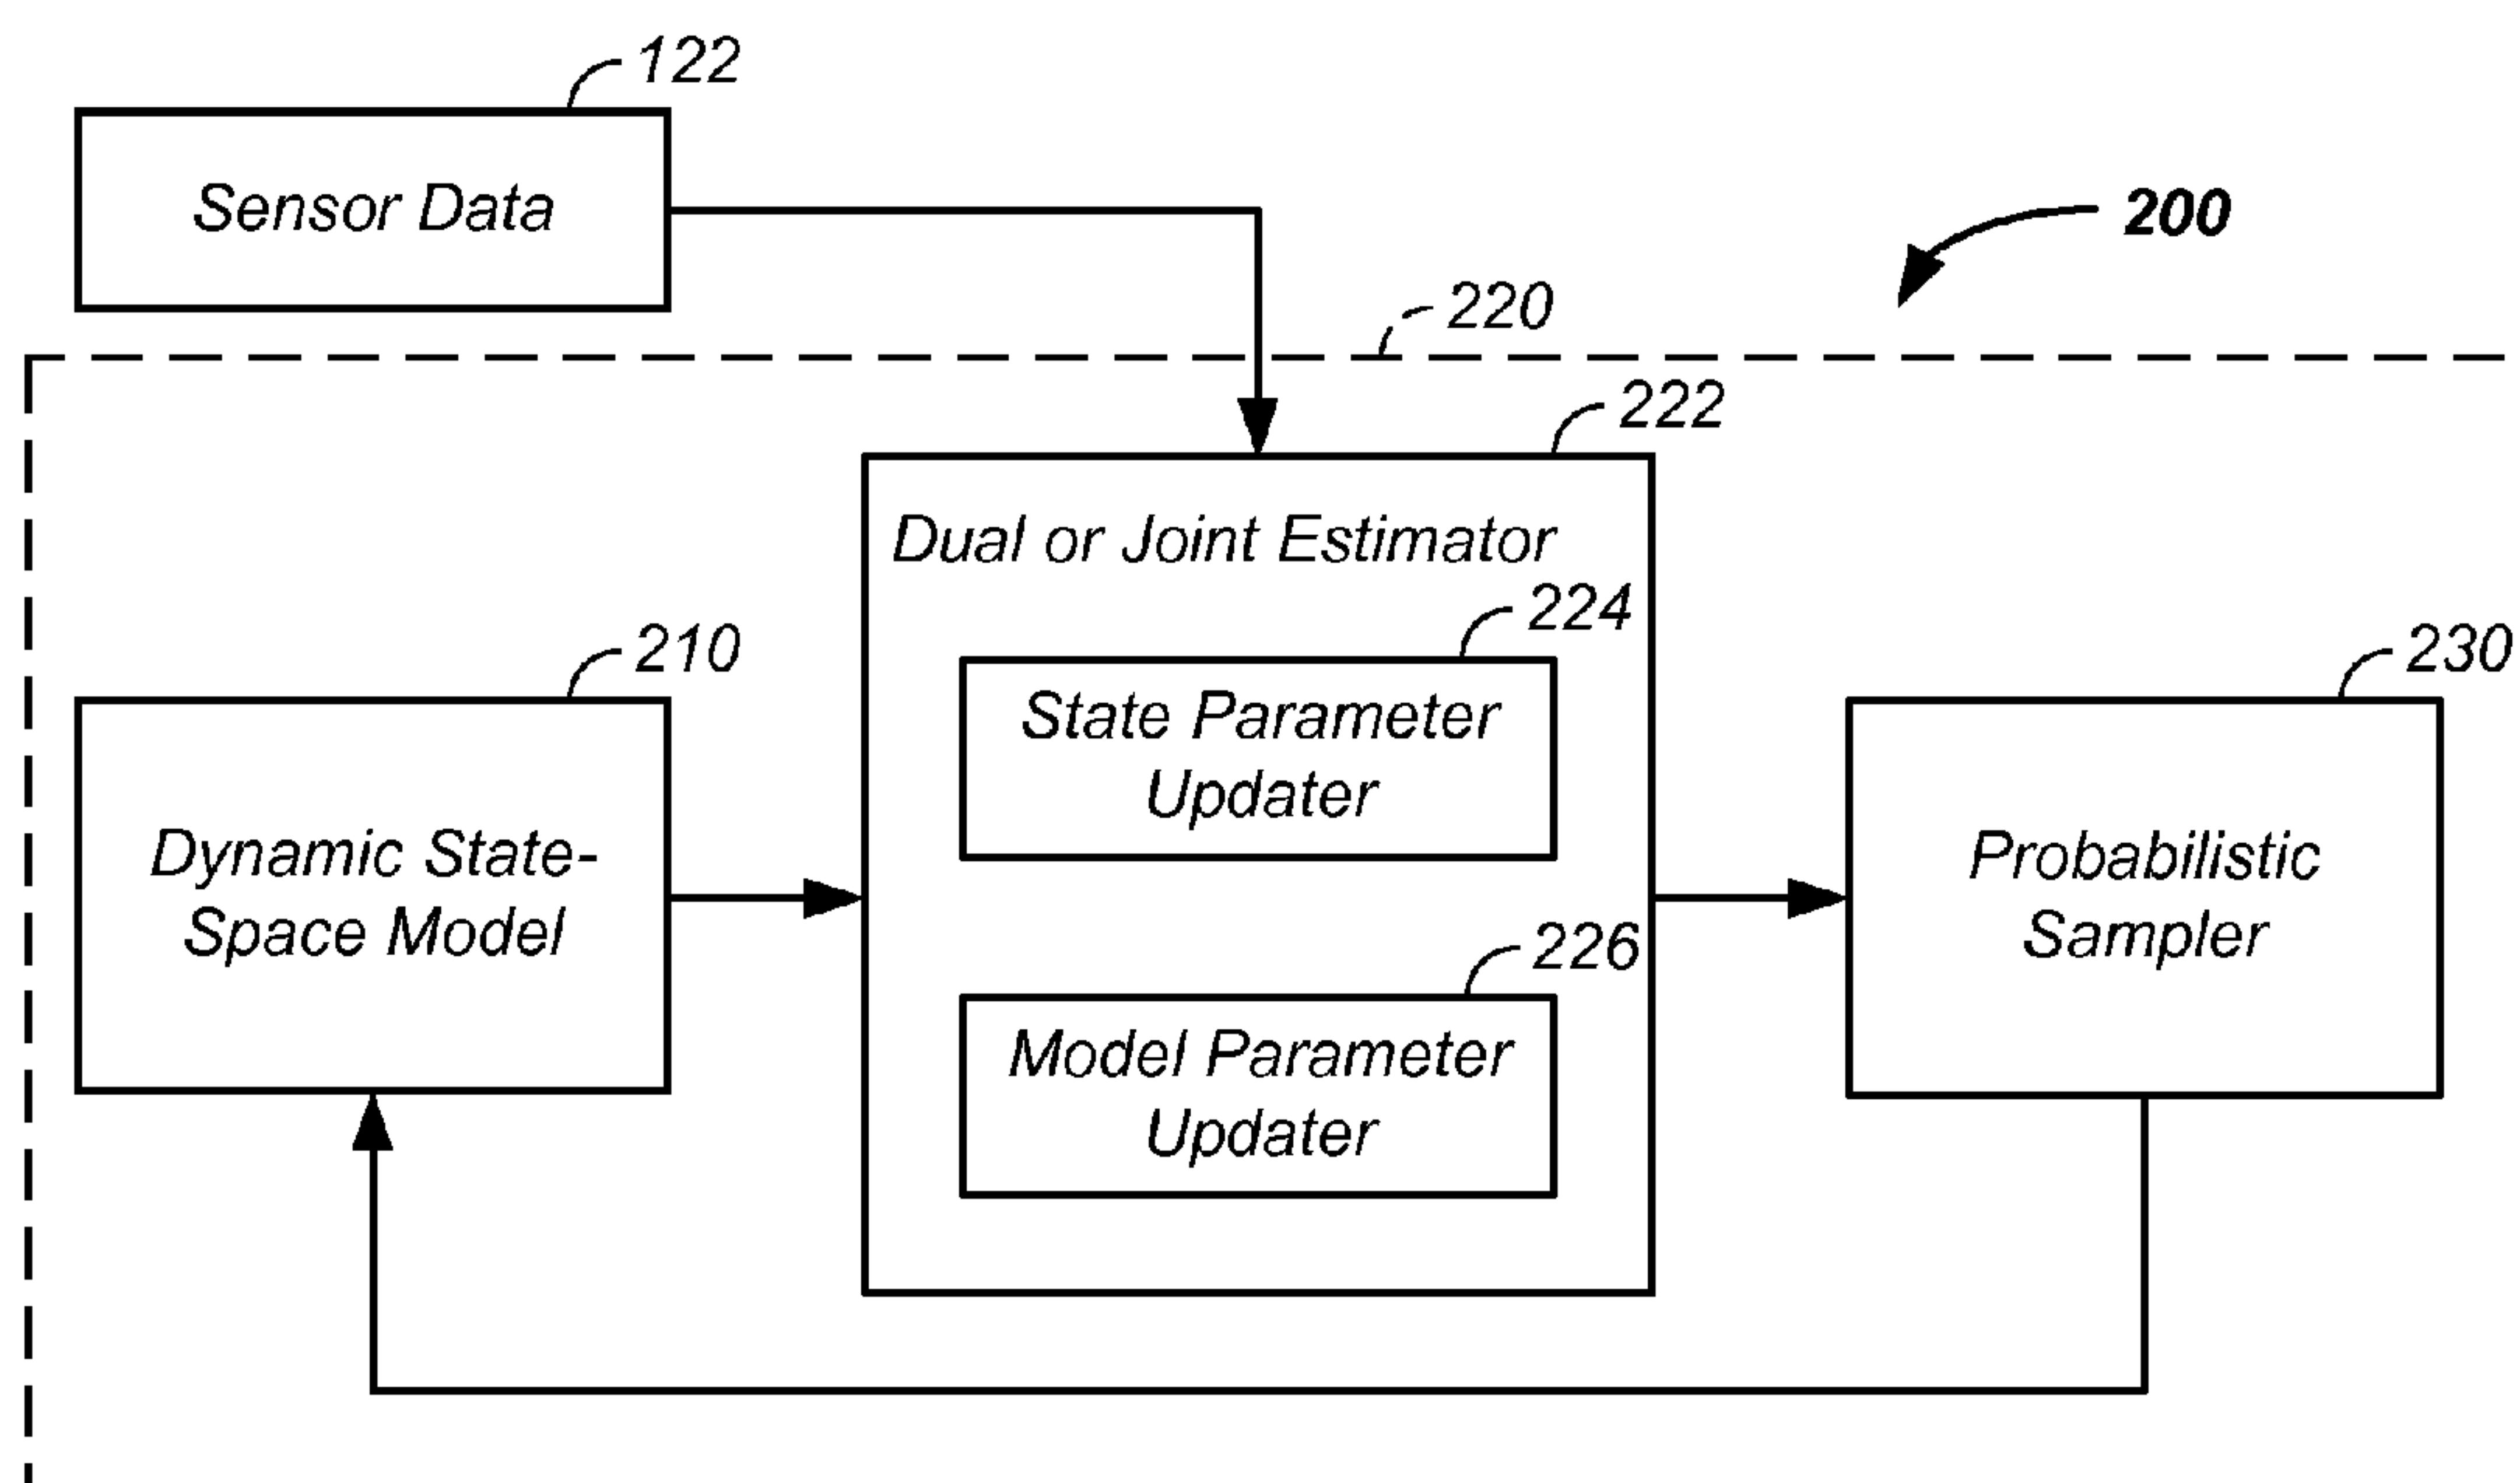 122
Sensor Data
200
220
222
Dual or Joint Estimator
224
210
230
State Parameter
Updater
Dynamic State-
Space Model
Probabilistic
Sampler
226
Model Parameter
Updater